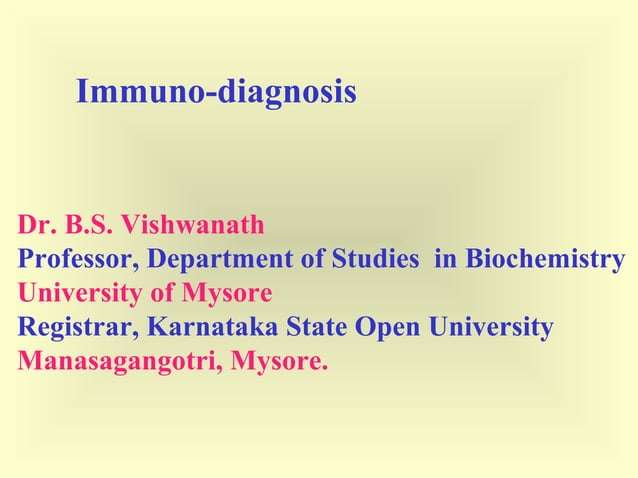 Immuno-diagnosis
Dr. B.S. Vishwanath
Professor, Department of Studies  in Biochemistry
University of Mysore
Registrar, Karnataka State Open University
Manasagangotri, Mysore.